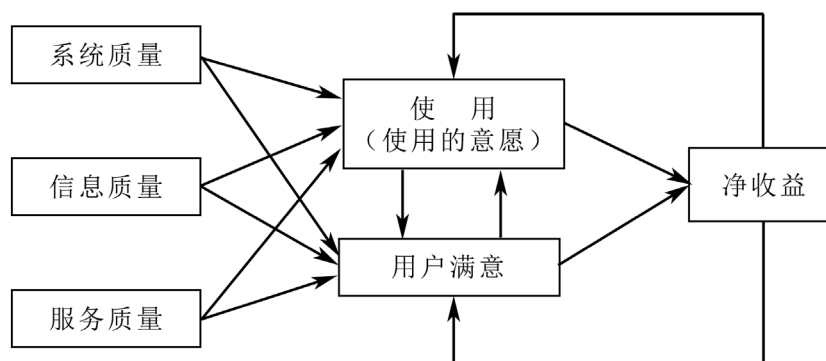 系统质量
使 用
（使用的意愿）
信息质量
净收益
用户满意
服务质量